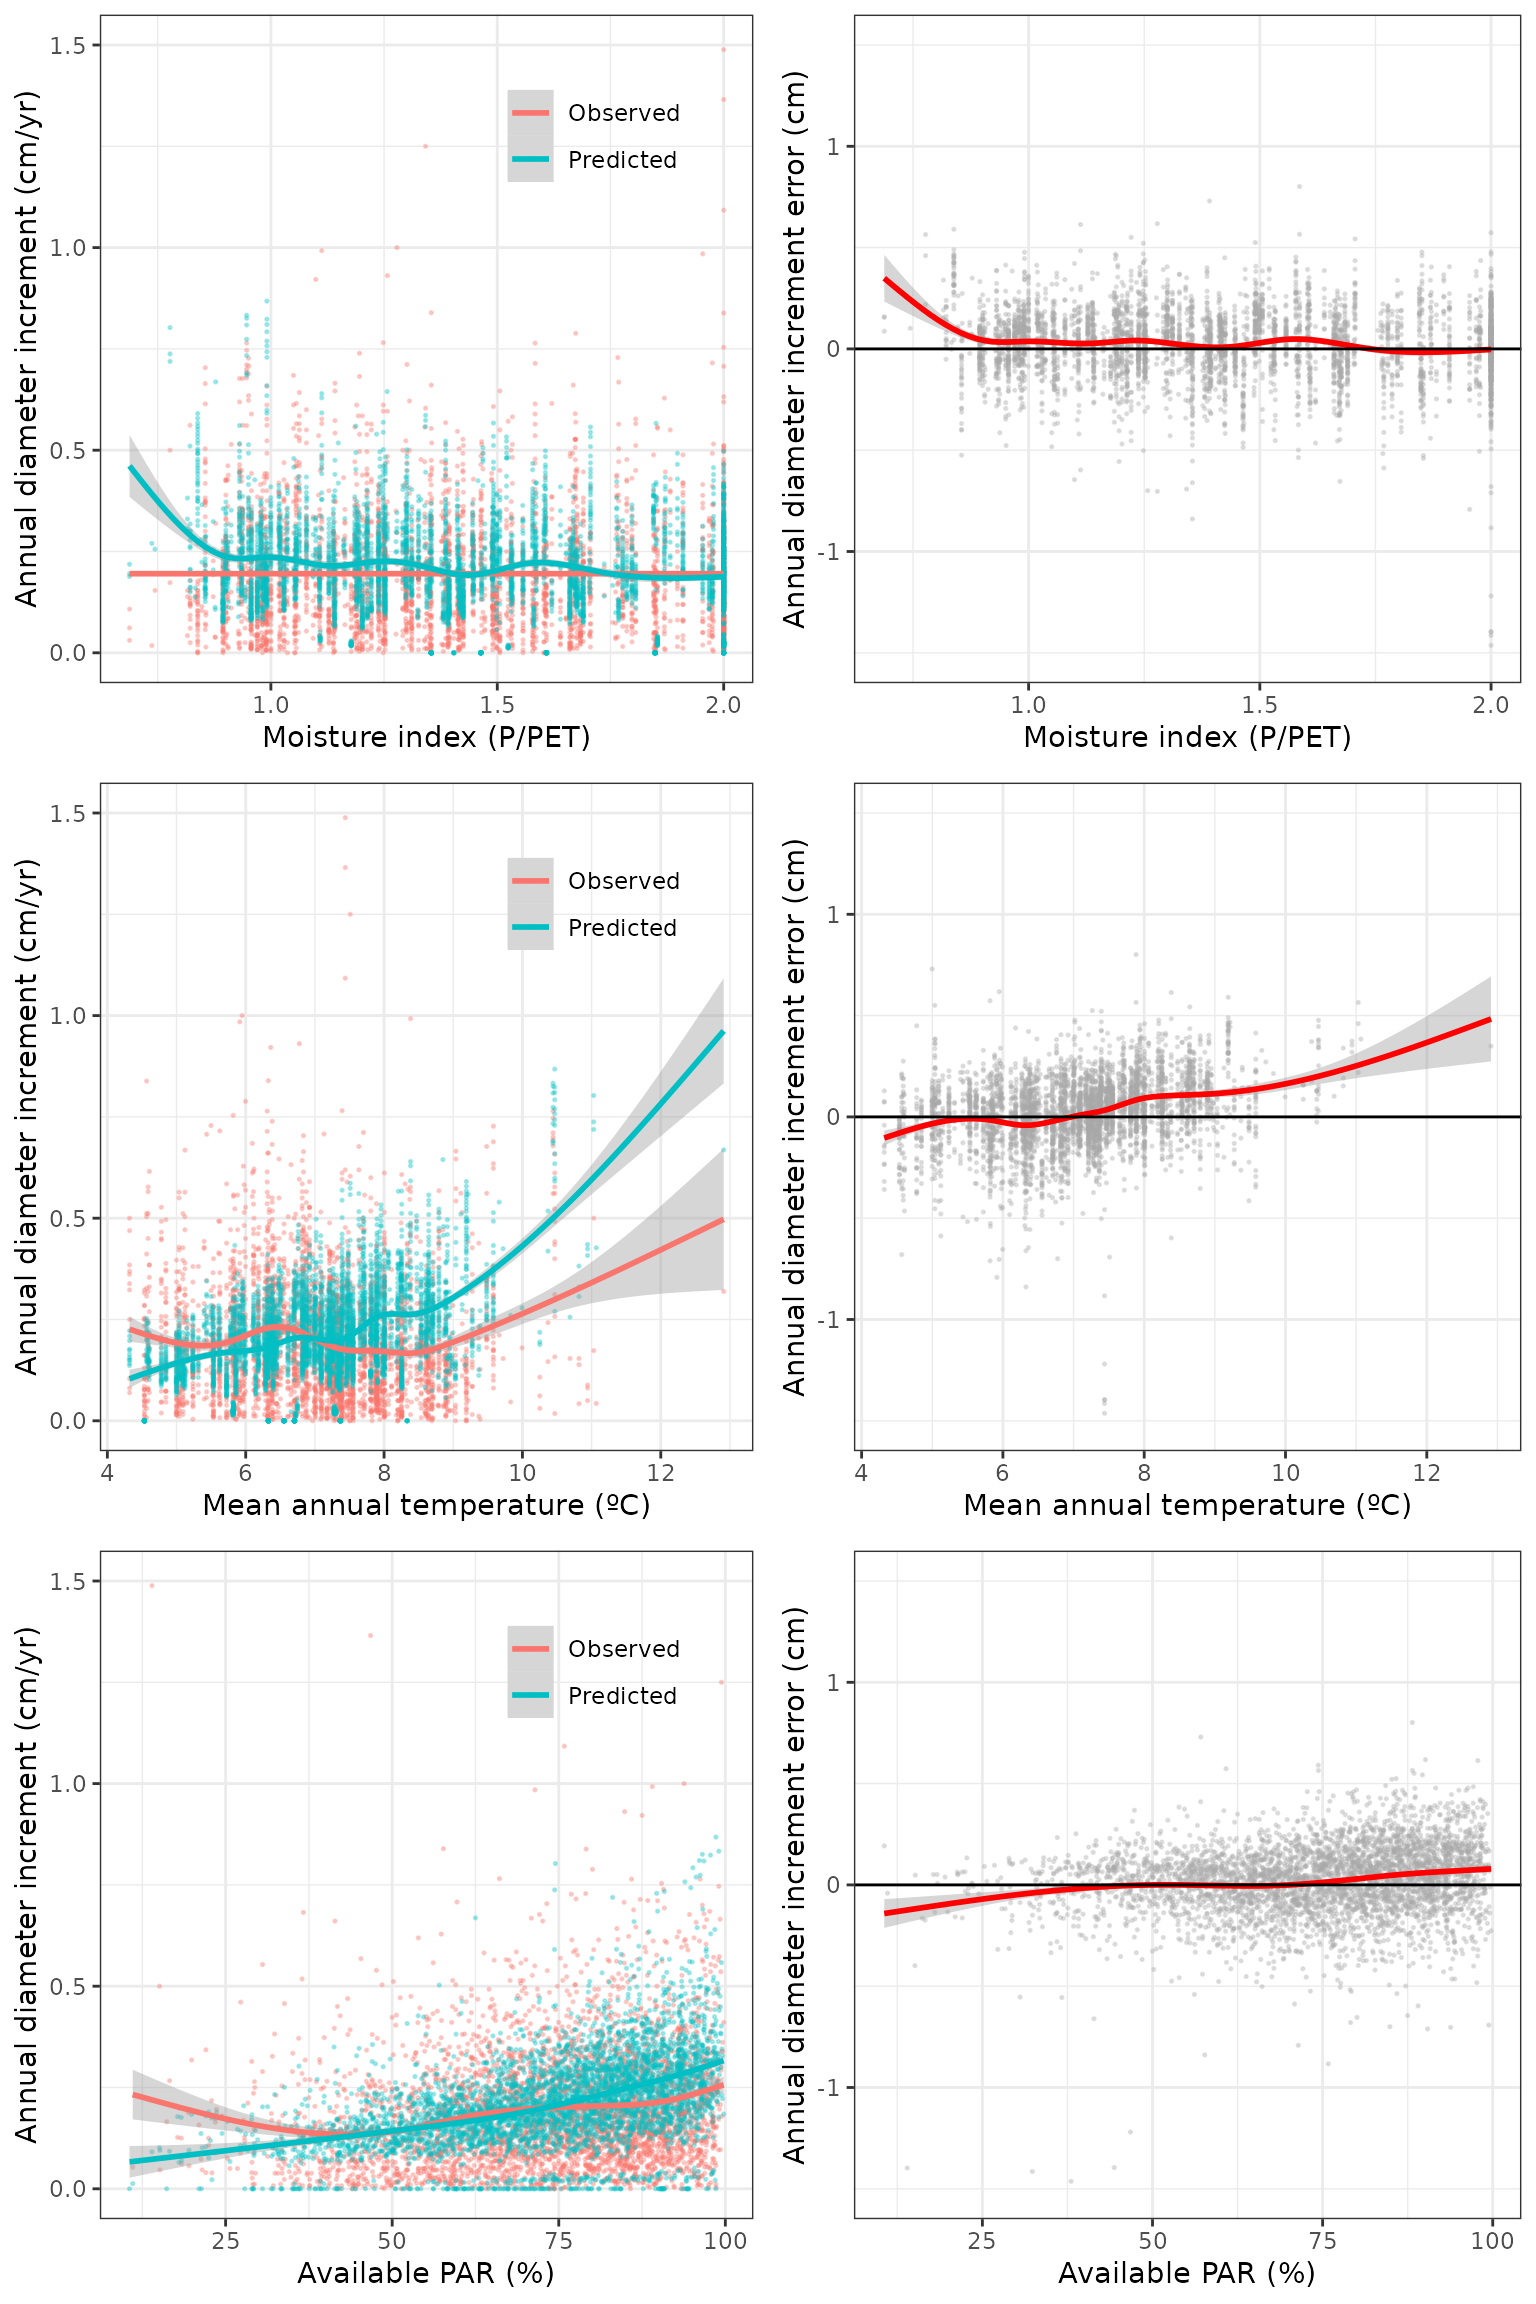 Annual diameter increment (cm/yr)
1.5
1.0
0.5
0.0
Observed
Predicted
1.0 1.5 2.0
Moisture index (P/PET)
Annual diameter increment error (cm)
1
0
-1
1.0 1.5 2.0
Moisture index (P/PET)
Annual diameter increment (cm/yr)
1.5
1.0
0.5
0.0
Observed
Predicted
4 6 8 10 12
Mean annual temperature (ºC)
Annual diameter increment error (cm)
1
0
-1
4 6 8 10 12
Mean annual temperature (ºC)
Annual diameter increment (cm/yr)
1.5
1.0
0.5
0.0
Observed
Predicted
25 50 75 100
Available PAR (%)
Annual diameter increment error (cm)
1
0
-1
25 50 75 100
Available PAR (%)